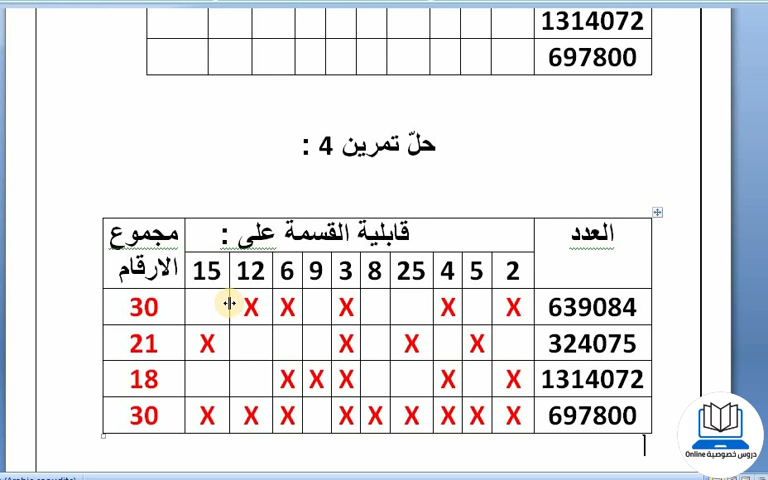 1314072
697800
حلّ تمرين 4 :
العدد قابلية القسمة على : مجموع الارقام
2 5 4 25 8 3 9 6 12 15
639084 X X X X X 30
324075 X X X X 21
1314072 X X X X X 18
697800 X X X X X X X X X 30
دروس خصوصية Online